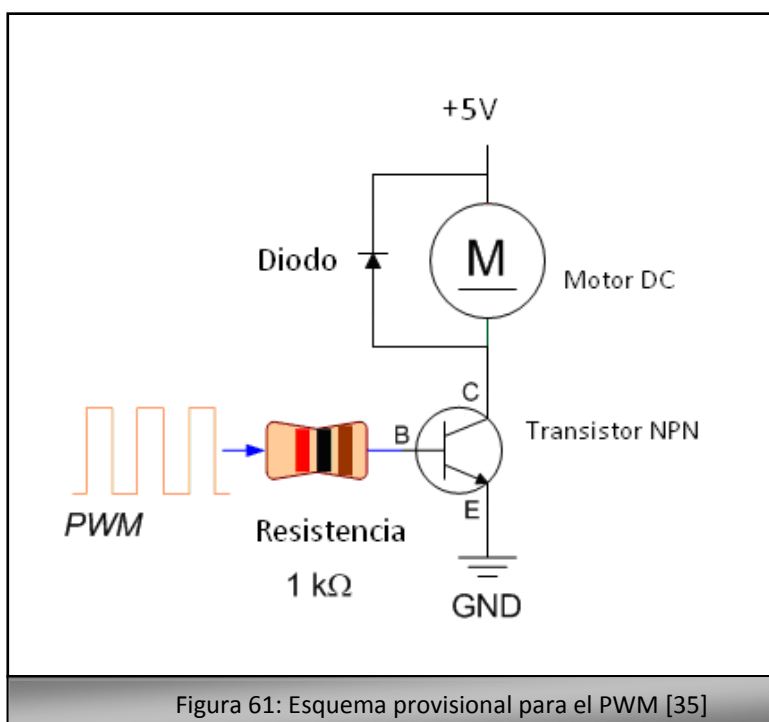 +5V
Diodo
M
Motor DC
C
B
Transistor NPN
E
PWM
Resistencia
1 kΩ
GND
Figura 61: Esquema provisional para el PWM [35]